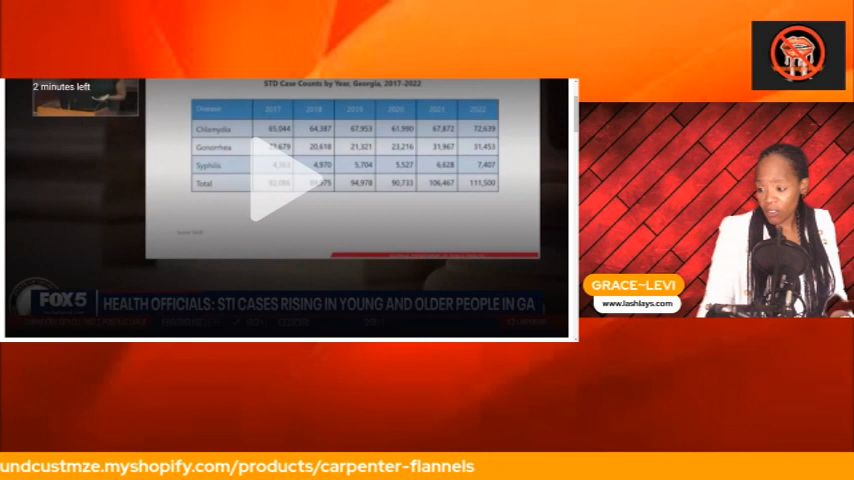 2 minutes left
STD Case Counts by Year, Georgia, 2017-2022
Disease 2017 2018 2019 2020 2021 2022
Chlamydia 65,044 64,387 67,953 61,990 67,872 72,639
Gonorrhea 20,618 21,321 23,216 31,967 31,453
Syphilis 4,970 5,704 5,527 6,628 7,407
Total 94,978 90,733 106,467 111,500
FOX 5
HEALTH OFFICIALS: STI CASES RISING IN YOUNG AND OLDER PEOPLE IN GA
GRACE~LEVI
www.lashlays.com
undcustmze.myshopify.com/products/carpenter-flannels